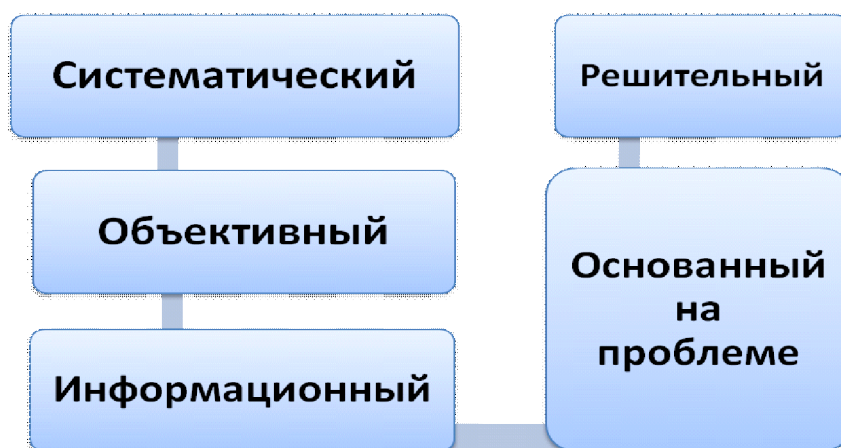 Систематический
Объективный
Информационный
Основанный
на
проблеме
Решительный